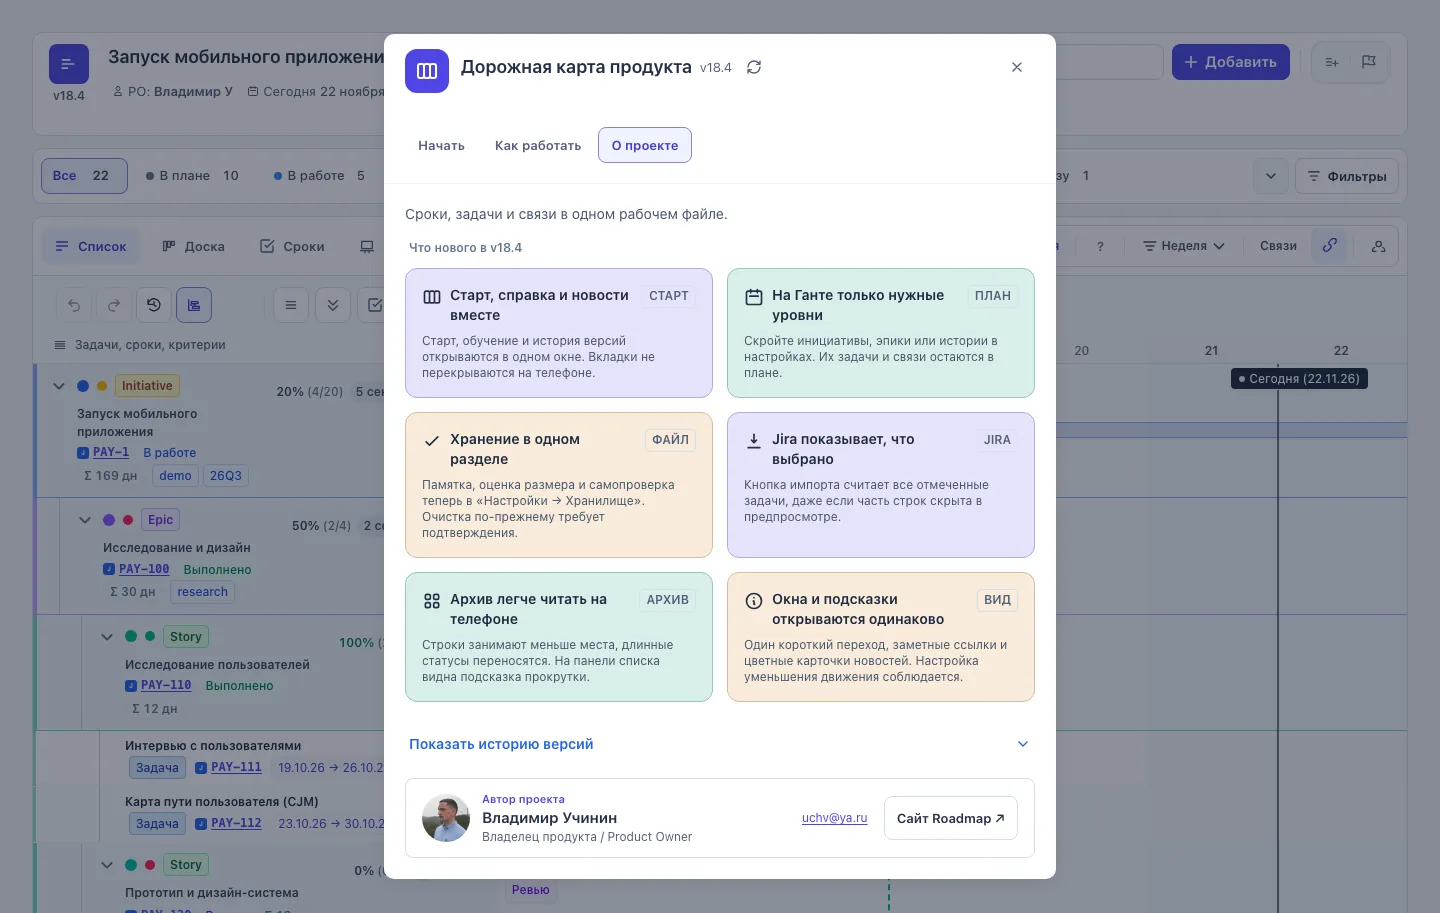 Запуск мобильного приложени
v18.4
PO: Владимир У
Сегодня 22 ноября
Добавить
Дорожная карта продукта v18.4
Начать
Как работать
О проекте
Все 22
В плане 10
В работе 5
зу 1
Фильтры
Сроки, задачи и связи в одном рабочем файле.
Что нового в v18.4
Список
Доска
Сроки
я
?
Неделя
Связи
Старт, справка и новости
вместе
СТАРТ
Старт, обучение и история версий
открываются в одном окне. Вкладки не
перекрываются на телефоне.
На Ганте только нужные
уровни
ПЛАН
Скройте инициативы, эпики или истории в
настройках. Их задачи и связи остаются в
плане.
Хранение в одном
разделе
ФАЙЛ
Памятка, оценка размера и самопроверка
теперь в «Настройки → Хранилище».
Очистка по-прежнему требует
подтверждения.
Jira показывает, что
выбрано
JIRA
Кнопка импорта считает все отмеченные
задачи, даже если часть строк скрыта в
предпросмотре.
Архив легче читать на
телефоне
АРХИВ
Строки занимают меньше места, длинные
статусы переносятся. На панели списка
видна подсказка прокрутки.
Окна и подсказки
открываются одинаково
ВИД
Один короткий переход, заметные ссылки и
цветные карточки новостей. Настройка
уменьшения движения соблюдается.
Показать историю версий
Автор проекта
Владимир Учинин
Владелец продукта / Product Owner
uchv@ya.ru
Сайт Roadmap ↗
Задачи, сроки, критерии
20
21
22
Сегодня (22.11.26)
Initiative
20% (4/20)
5 сен
Запуск мобильного
приложения
PAY-1 В работе
Σ 169 дн
demo
26Q3
Epic
50% (2/4)
2 се
Исследование и дизайн
PAY-100 Выполнено
Σ 30 дн
research
Story
100% (
Исследование пользователей
PAY-110 Выполнено
Σ 12 дн
Интервью с пользователями
Задача
PAY-111
19.10.26 → 26.10.2
Карта пути пользователя (CJM)
Задача
PAY-112
23.10.26 → 30.10.2
Story
0% (
Прототип и дизайн-система
Ревью